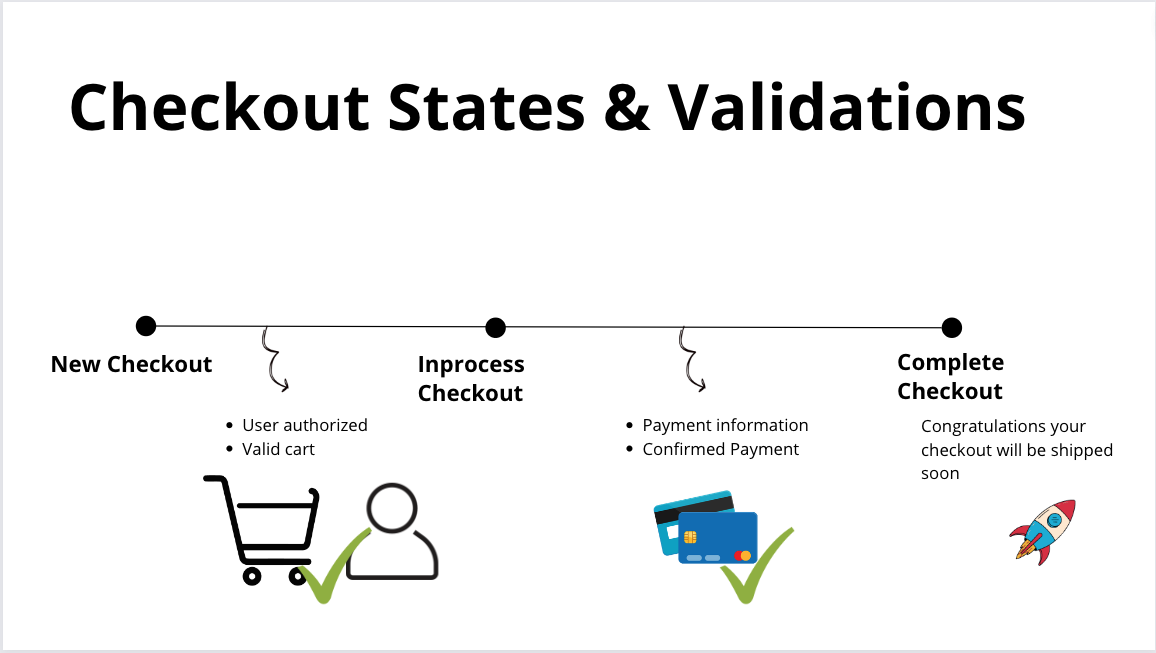 Checkout States & Validations
New Checkout
Inprocess
Checkout
Complete
Checkout
User authorized
Valid cart
Payment information
Confirmed Payment
Congratulations your
checkout will be shipped
soon